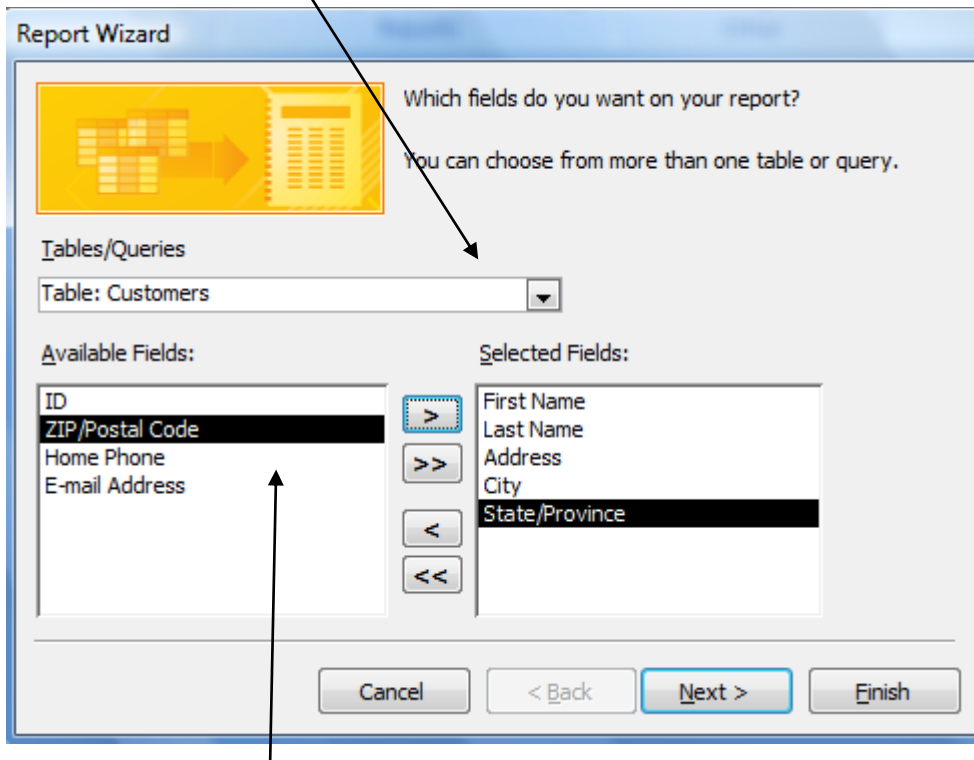 Report Wizard
Which fields do you want on your report?
You can choose from more than one table or query.
Tables/Queries
Table: Customers
Available Fields:
Selected Fields:
ID
ZIP/Postal Code
Home Phone
E-mail Address
>
>>
<
<<
First Name
Last Name
Address
City
State/Province
Cancel
< Back
Next >
Finish